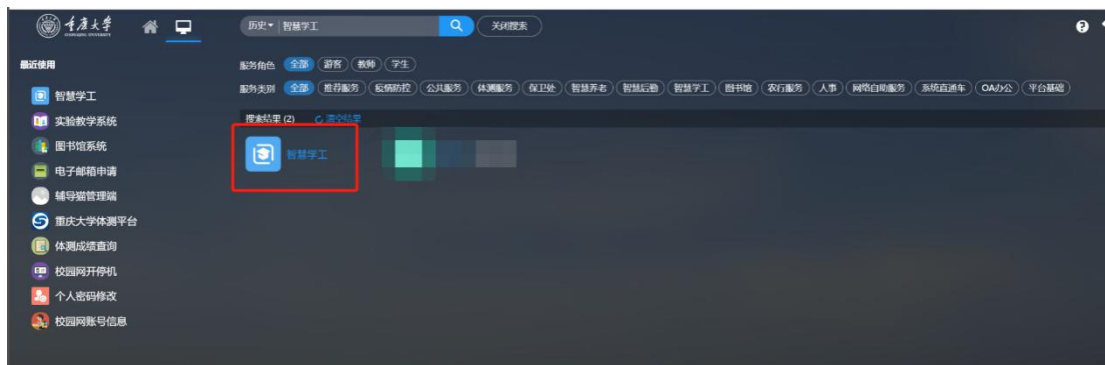 重庆大学
CHONGQING UNIVERSITY
历史 智慧学工 关闭搜索
最近使用
智慧学工
实验教学系统
图书馆系统
电子邮箱申请
辅导猫管理端
重庆大学体测平台
体测成绩查询
校园网开停机
个人密码修改
校园网账号信息
服务角色 全部 游客 教师 学生
服务类别 全部 推荐服务 疫情防控 公共服务 体测服务 保卫处 智慧养老 智慧后勤 智慧学工 图书馆 农行服务 人事 网络自助服务 系统直通车 OA办公 平台基础
搜索结果 (2) 清空结果
智慧学工